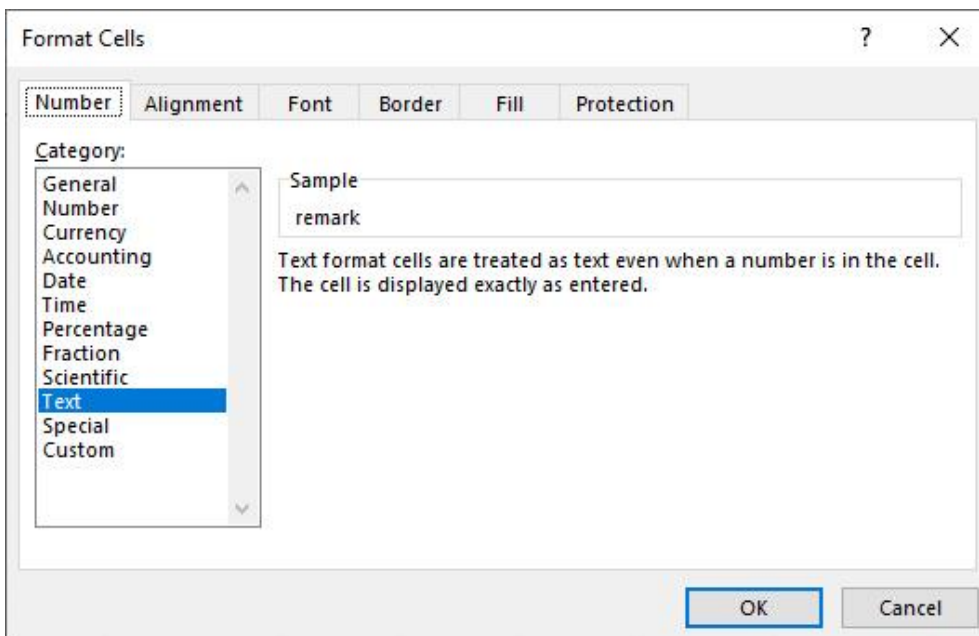 Format Cells
?
Number Alignment Font Border Fill Protection
Category:
General
Number
Currency
Accounting
Date
Time
Percentage
Fraction
Scientific
Text
Special
Custom
Sample
remark
Text format cells are treated as text even when a number is in the cell.
The cell is displayed exactly as entered.
OK Cancel